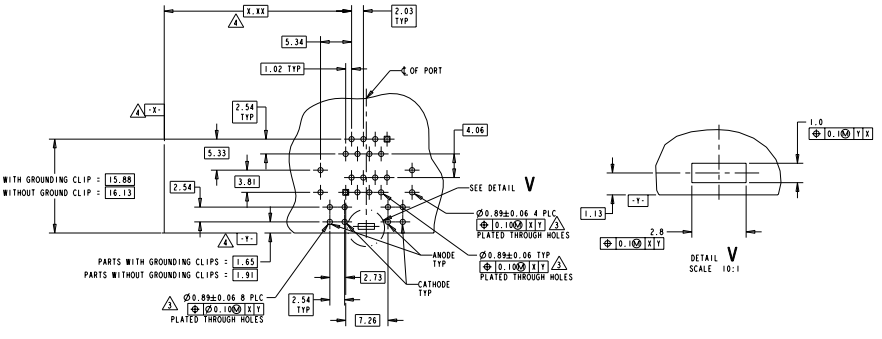 X.XX
4
2.03
TYP
5.34
1.02 TYP
℄ OF PORT
4 -X-
2.54
TYP
4.06
5.33
WITH GROUNDING CLIP = 15.88
WITHOUT GROUND CLIP = 16.13
3.81
2.54
SEE DETAIL V
Ø0.89±0.06 4 PLC
⌖ 0.10Ⓜ X Y 3
PLATED THROUGH HOLES
4 -Y-
ANODE
TYP
Ø0.89±0.06 TYP
⌖ 0.10Ⓜ X Y 3
PLATED THROUGH HOLES
PARTS WITH GROUNDING CLIPS = 1.65
PARTS WITHOUT GROUNDING CLIPS = 1.91
2.73
CATHODE
TYP
3 Ø0.89±0.06 8 PLC
⌖ Ø0.10Ⓜ X Y
PLATED THROUGH HOLES
2.54
TYP
7.26
1.0
⌖ 0.1Ⓜ Y X
1.13
-Y-
2.8
⌖ 0.1Ⓜ X Y
DETAIL V
SCALE 10:1